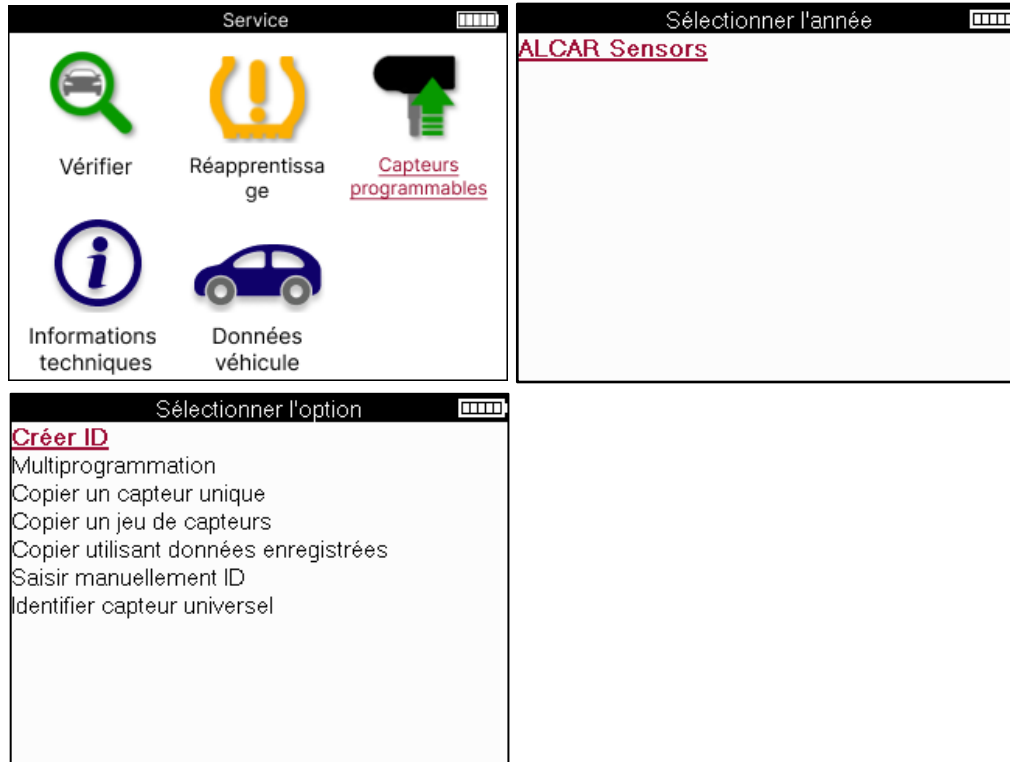 Service
Vérifier
Réapprentissa
ge
Capteurs
programmables
Informations
techniques
Données
véhicule
Sélectionner l'année
ALCAR Sensors
Sélectionner l'option
Créer ID
Multiprogrammation
Copier un capteur unique
Copier un jeu de capteurs
Copier utilisant données enregistrées
Saisir manuellement ID
Identifier capteur universel